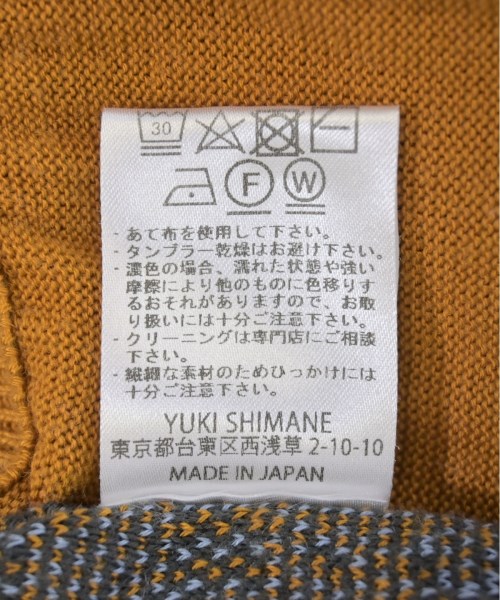 30
F W
- あて布を使用して下さい。
- タンブラー乾燥はお避け下さい。
- 濃色の場合、濡れた状態や強い
摩擦により他のものに色移りす
るおそれがありますので、お取
り扱いには十分ご注意下さい。
- クリーニングは専門店にご相談
下さい。
- 繊細な素材のためひっかけには
十分ご注意下さい。
YUKI SHIMANE
東京都台東区西浅草 2-10-10
MADE IN JAPAN